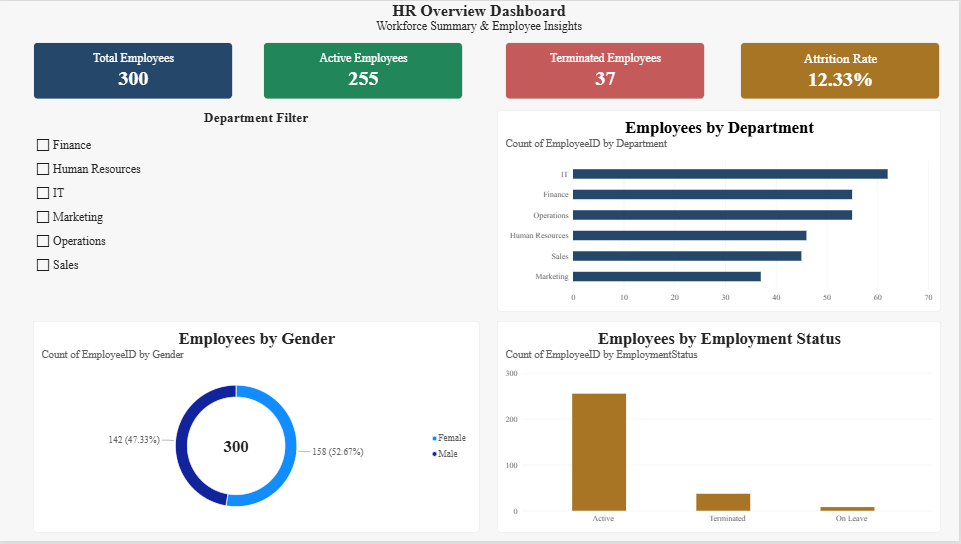 HR Overview Dashboard
Workforce Summary & Employee Insights
Total Employees
300
Active Employees
255
Terminated Employees
37
Attrition Rate
12.33%
Department Filter
Finance
Human Resources
IT
Marketing
Operations
Sales
Employees by Department
Count of EmployeeID by Department
IT
Finance
Operations
Human Resources
Sales
Marketing
0 10 20 30 40 50 60 70
Employees by Gender
Count of EmployeeID by Gender
142 (47.33%)
300
158 (52.67%)
Female
Male
Employees by Employment Status
Count of EmployeeID by EmploymentStatus
300
200
100
0
Active Terminated On Leave